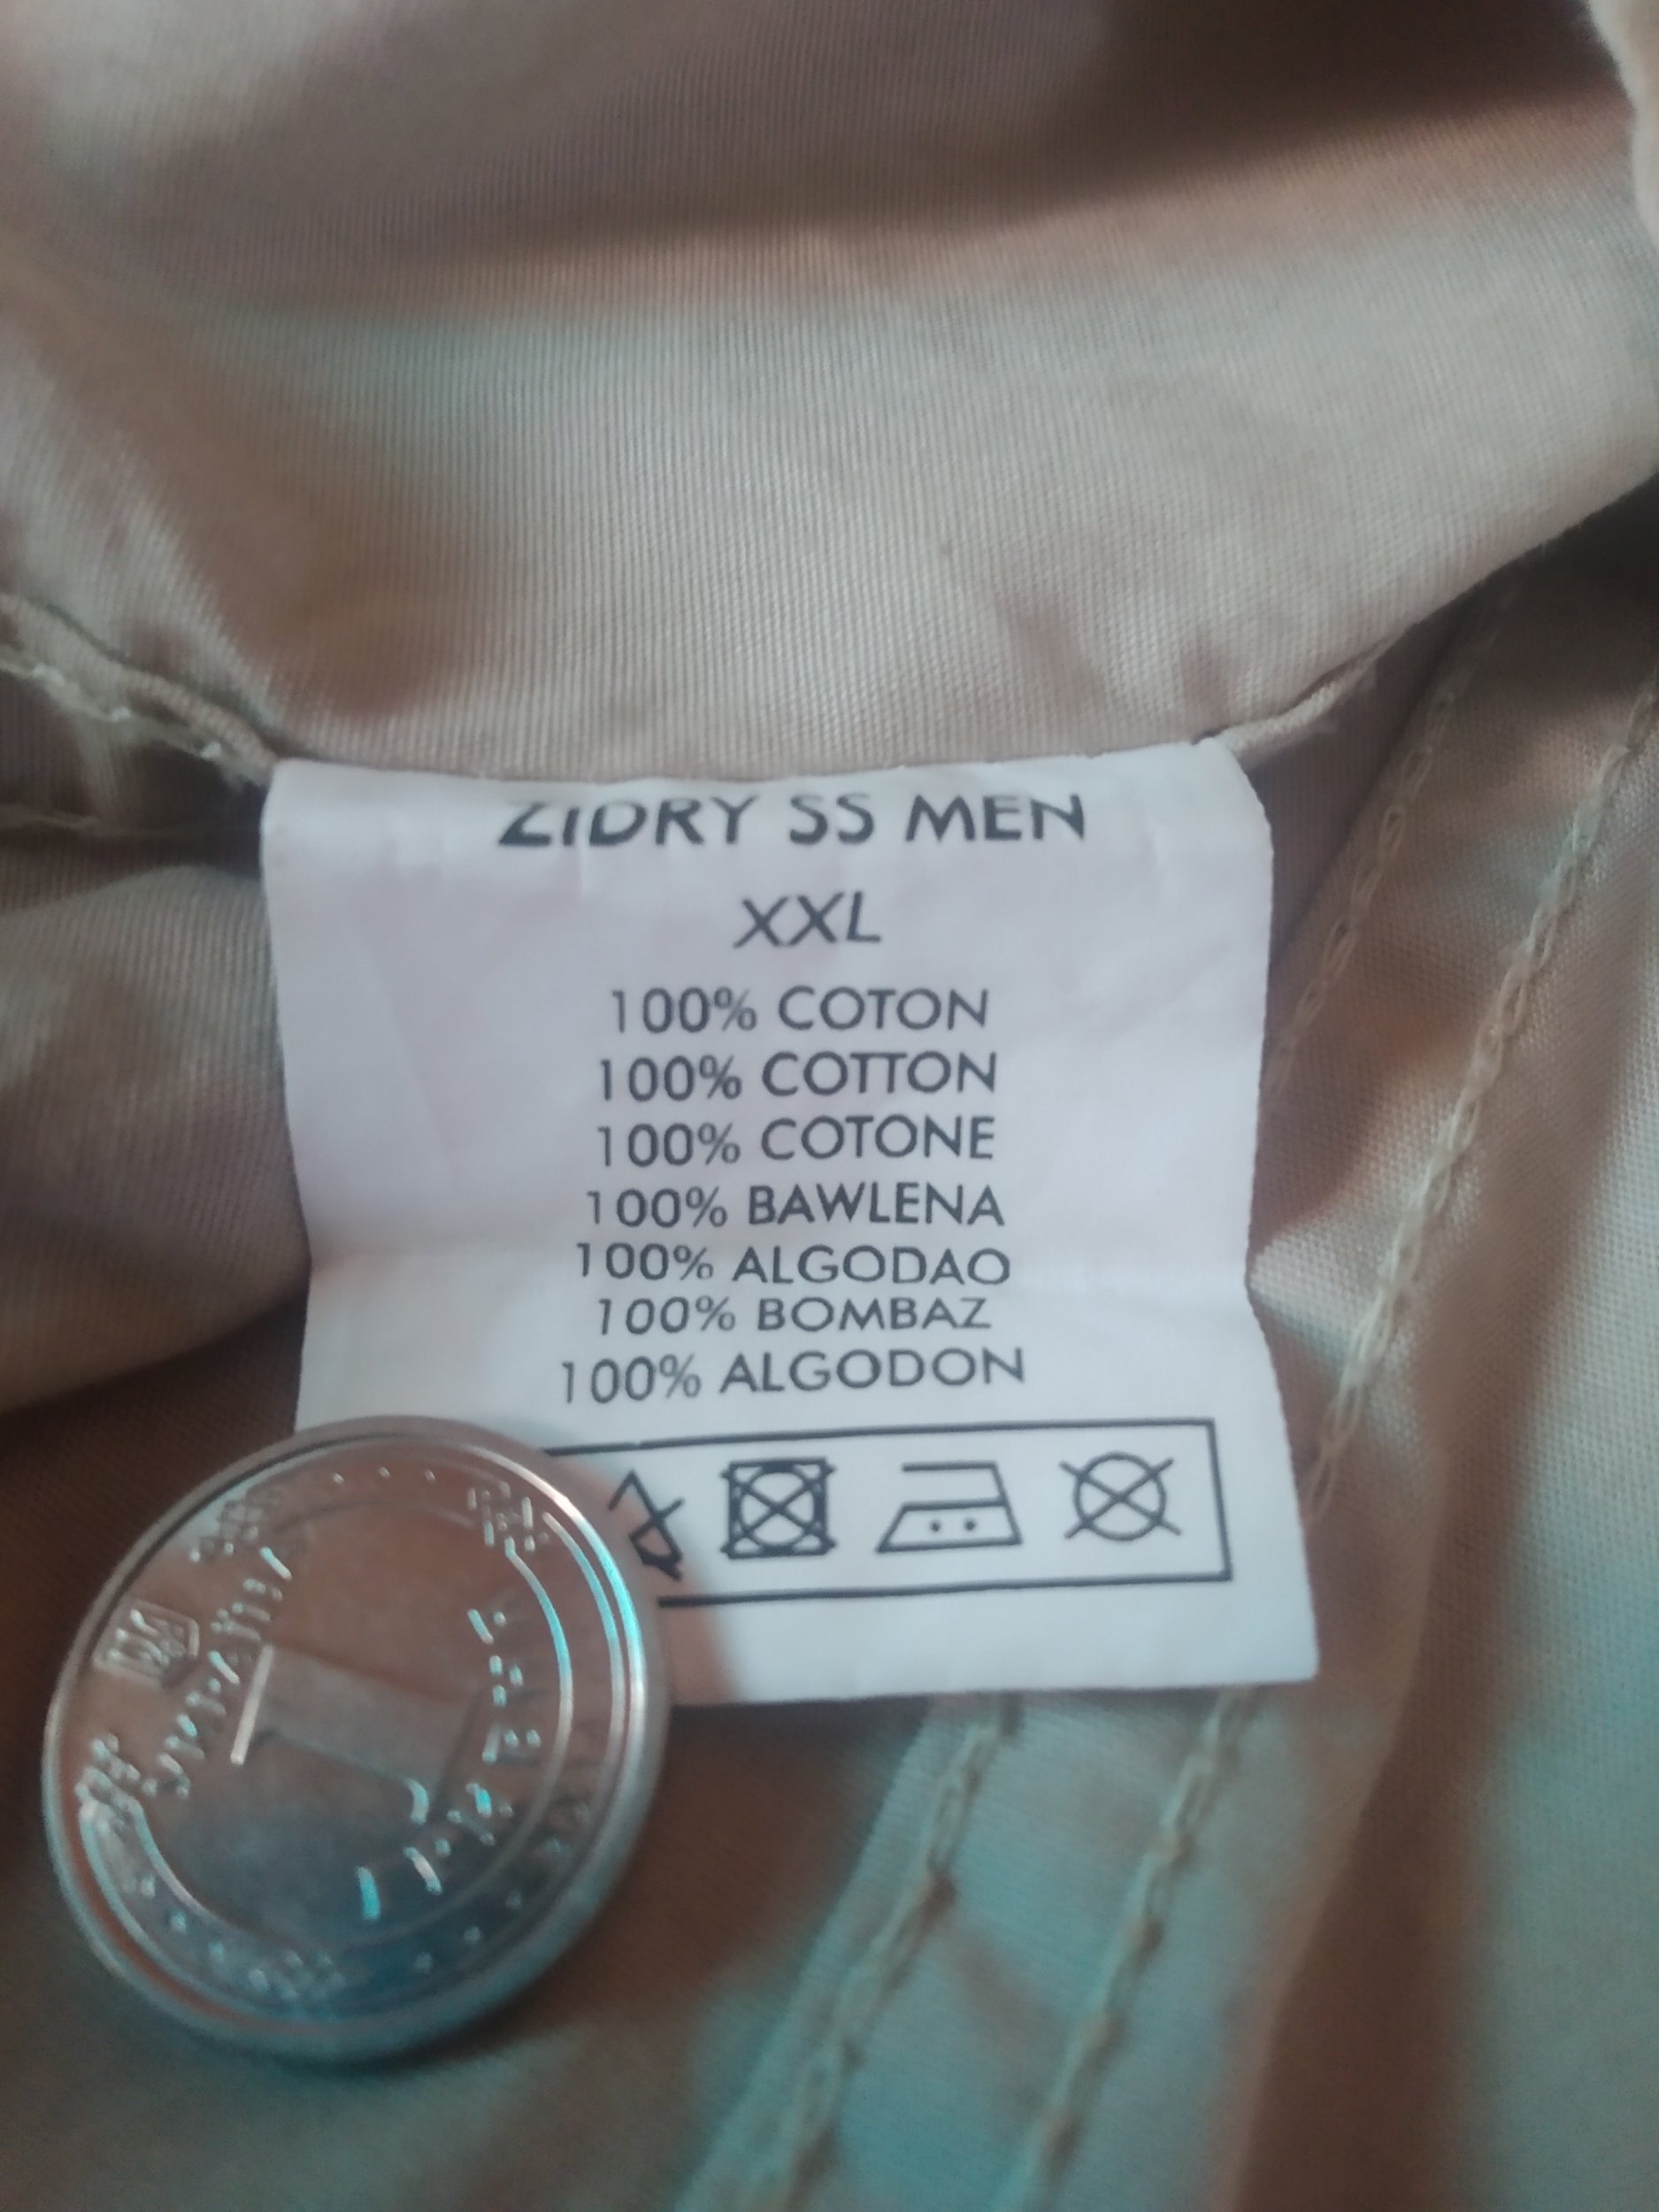 ZIDRY SS MEN
XXL
100% COTON
100% COTTON
100% COTONE
100% BAWLENA
100% ALGODAO
100% BOMBAZ
100% ALGODON
1